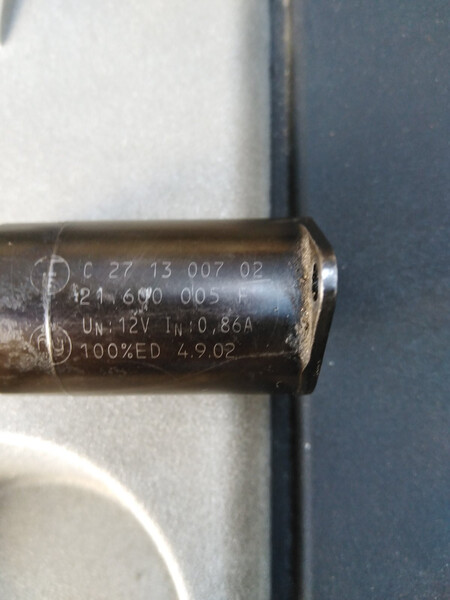 C 27 13 007 02
21.600 005 F
UN:12V IN:0,86A
100%ED 4.9.02